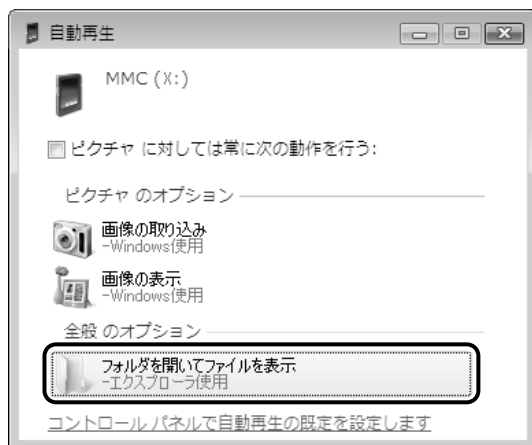 自動再生
MMC (X:)
ピクチャ に対しては常に次の動作を行う:
ピクチャ のオプション
画像の取り込み
-Windows使用
画像の表示
-Windows使用
全般 のオプション
フォルダを開いてファイルを表示
-エクスプローラ使用
コントロール パネルで自動再生の既定を設定します